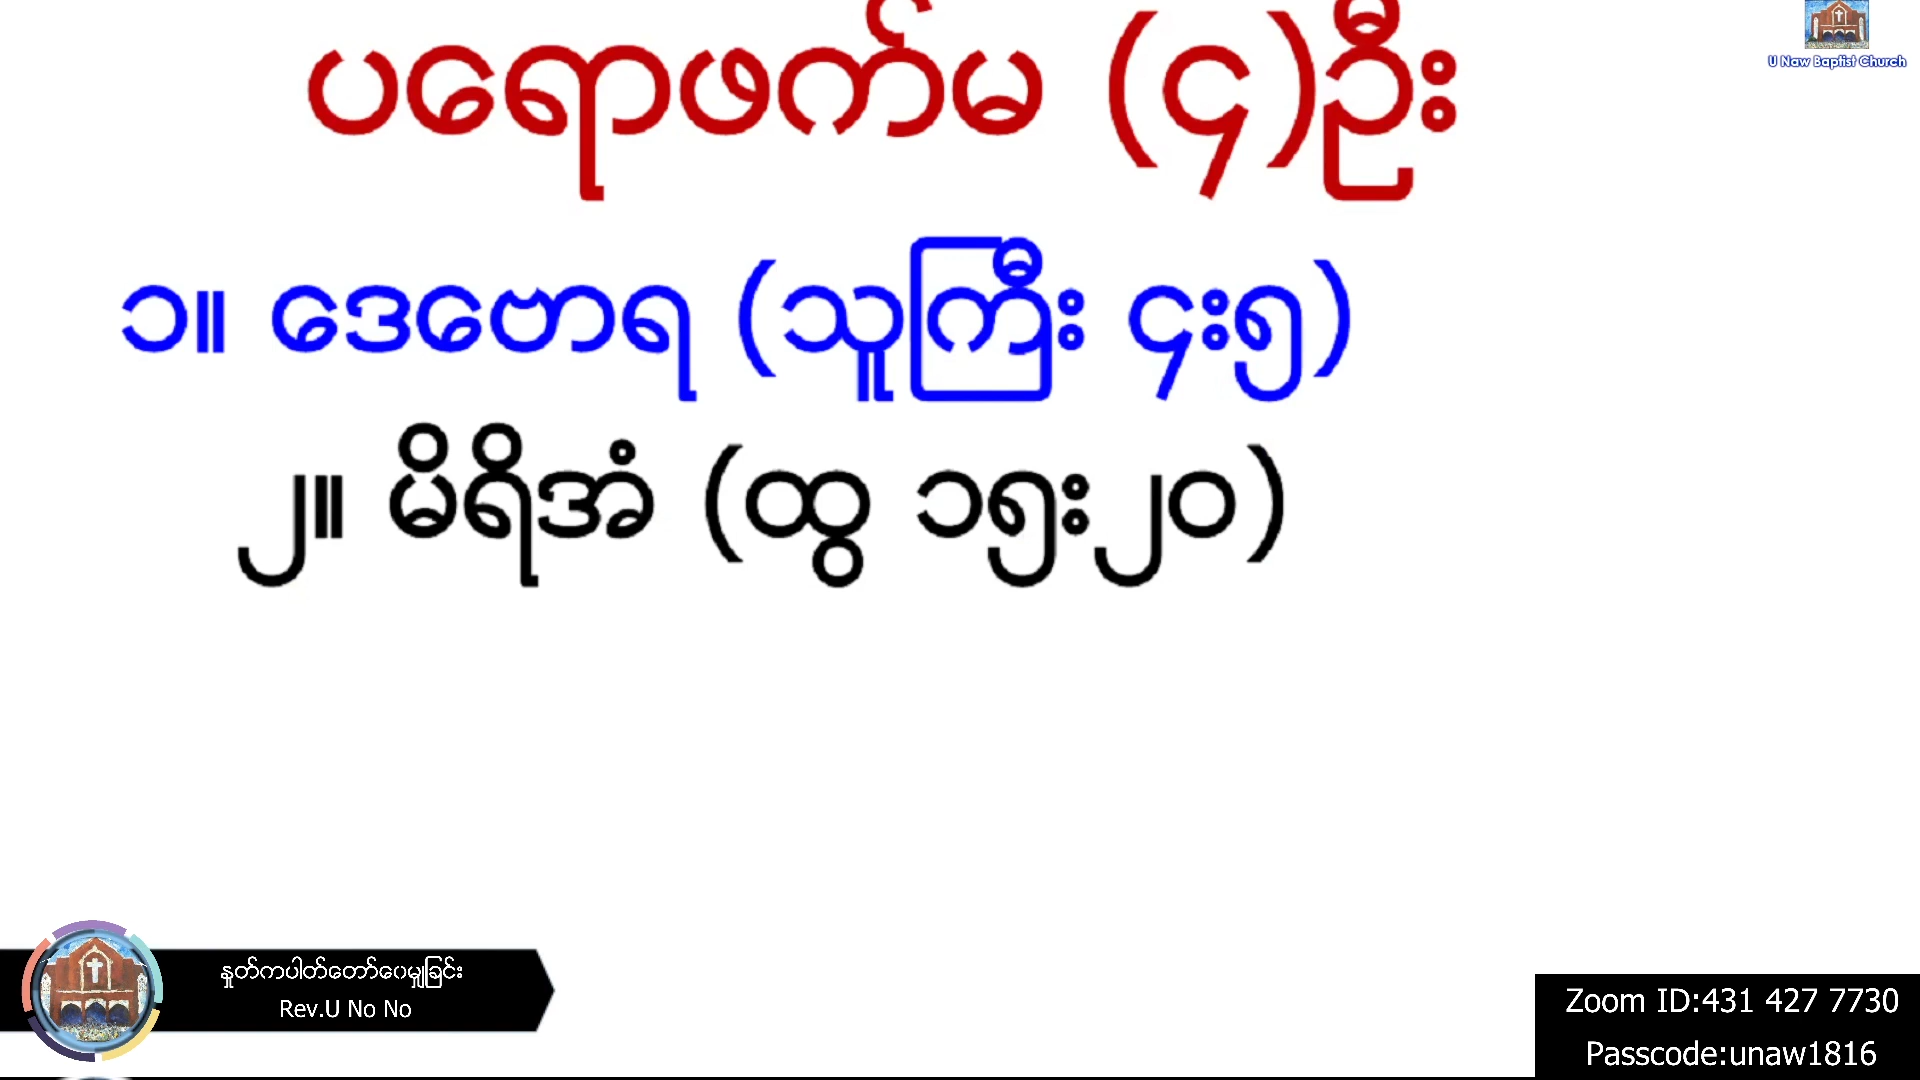 ပရောဖက်မ (၄)ဦး
U Naw Baptist Church
၁။ ဒေဗောရ (သူကြီး ၄း၅)
၂။ မိရိအံ (ထွ ၁၅း၂၀)
နှုတ်ကပါတ်တော်ဝေမျှခြင်း
Rev.U No No
Zoom ID:431 427 7730
Passcode:unaw1816